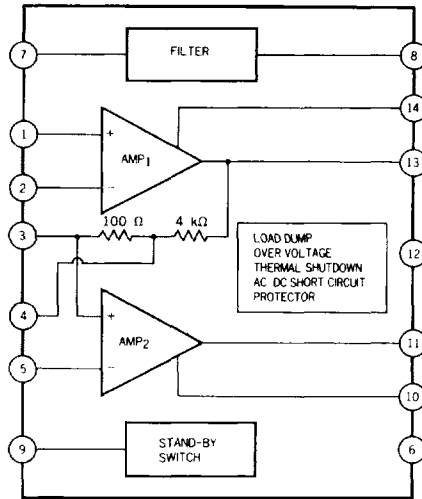 7
FILTER
8
14
1
+
AMP1
13
2
−
100 Ω
4 kΩ
3
LOAD DUMP
OVER VOLTAGE
THERMAL SHUTDOWN
AC DC SHORT CIRCUIT
PROTECTOR
12
4
+
AMP2
11
5
−
10
9
STAND-BY
SWITCH
6